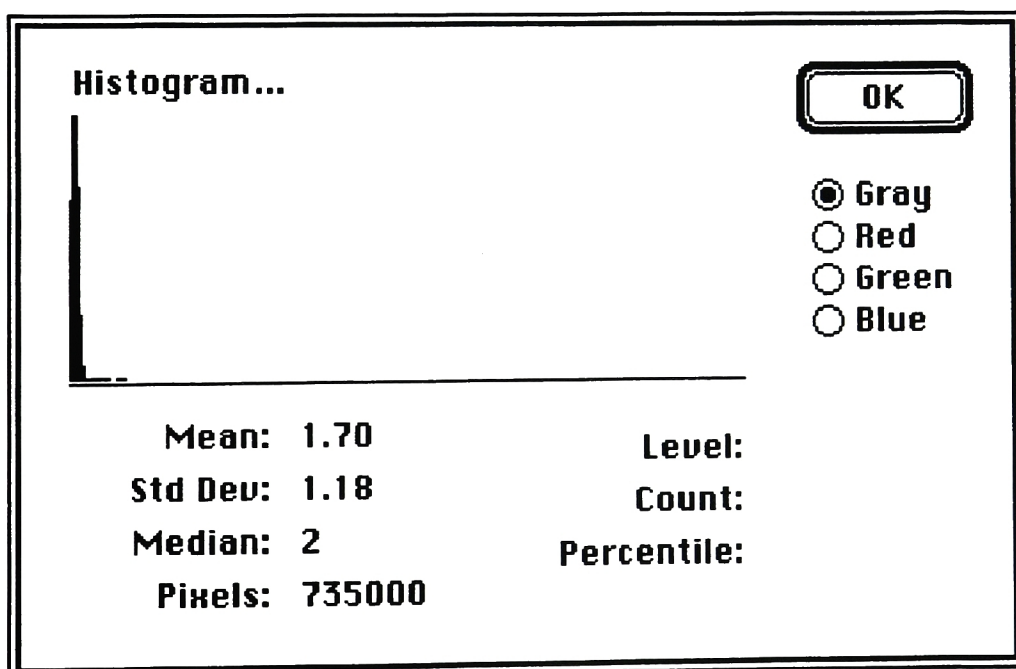 Histogram...
OK
Gray
Red
Green
Blue
Mean: 1.70
Std Dev: 1.18
Median: 2
Pixels: 735000
Level:
Count:
Percentile: